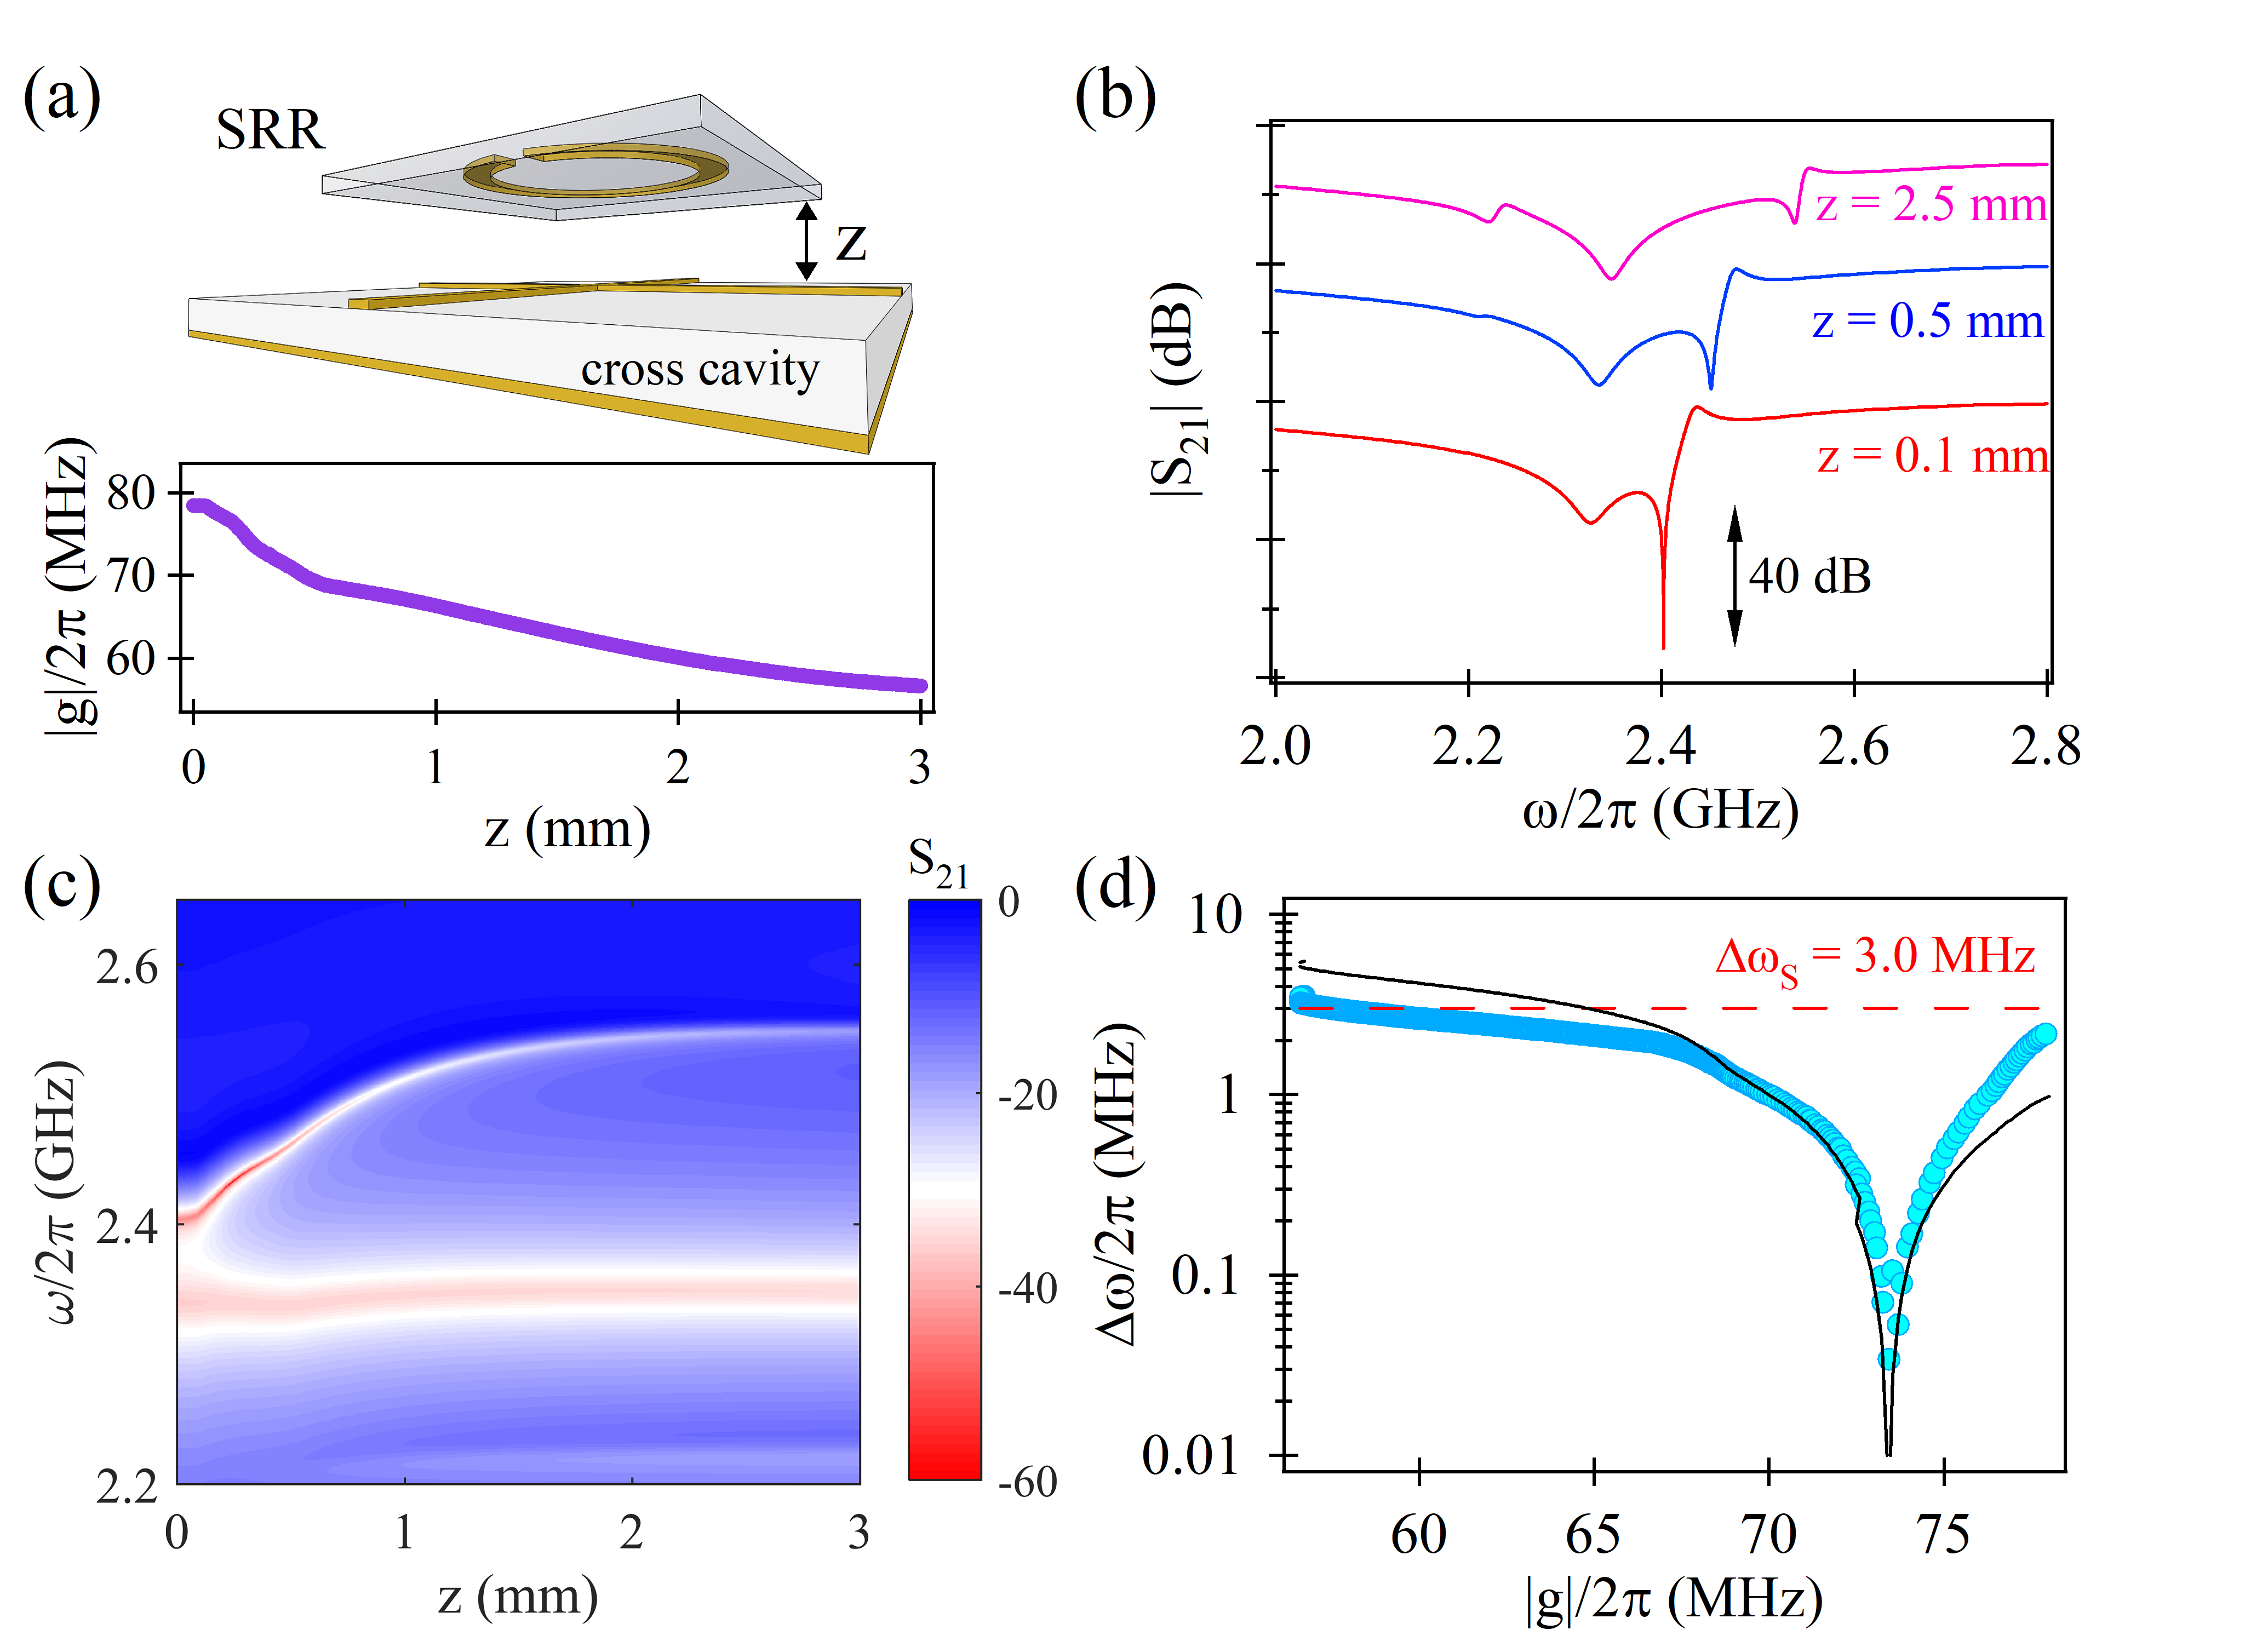 (a)
SRR
z
cross cavity
|g|/2π (MHz)
80
70
60
0 1 2 3
z (mm)
(b)
|S21| (dB)
z = 2.5 mm
z = 0.5 mm
z = 0.1 mm
40 dB
2.0 2.2 2.4 2.6 2.8
ω/2π (GHz)
(c)
S21
ω/2π (GHz)
2.6
2.4
2.2
0 1 2 3
z (mm)
0
-20
-40
-60
(d)
Δω/2π (MHz)
10
1
0.1
0.01
ΔωS = 3.0 MHz
60 65 70 75
|g|/2π (MHz)